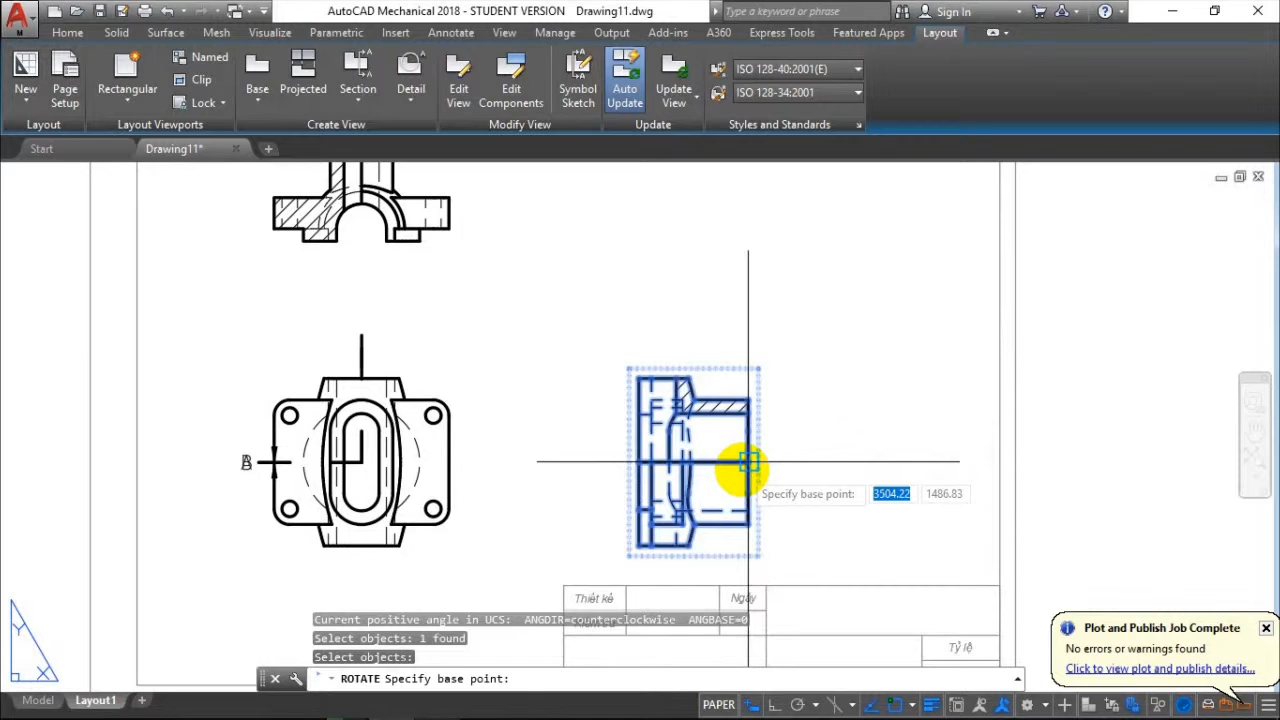 AutoCAD Mechanical 2018 - STUDENT VERSION Drawing11.dwg
Type a keyword or phrase
Sign In
Home Solid Surface Mesh Visualize Parametric Insert Annotate View Manage Output Add-ins A360 Express Tools Featured Apps Layout
M
New
Page Setup
Layout
Rectangular
Named
Clip
Lock
Layout Viewports
Base
Projected
Section
Detail
Create View
Edit View
Edit Components
Symbol Sketch
Modify View
Auto Update
Update View
Update
ISO 128-40:2001(E)
ISO 128-34:2001
Styles and Standards
Start
Drawing11*
Specify base point: 3504.22 1486.83
Thiết kế
Ngày
Tỷ lệ
Current positive angle in UCS: ANGDIR=counterclockwise ANGBASE=0
Select objects: 1 found
Select objects:
ROTATE Specify base point:
Y
X
Plot and Publish Job Complete
No errors or warnings found
Click to view plot and publish details...
Model
Layout1
PAPER